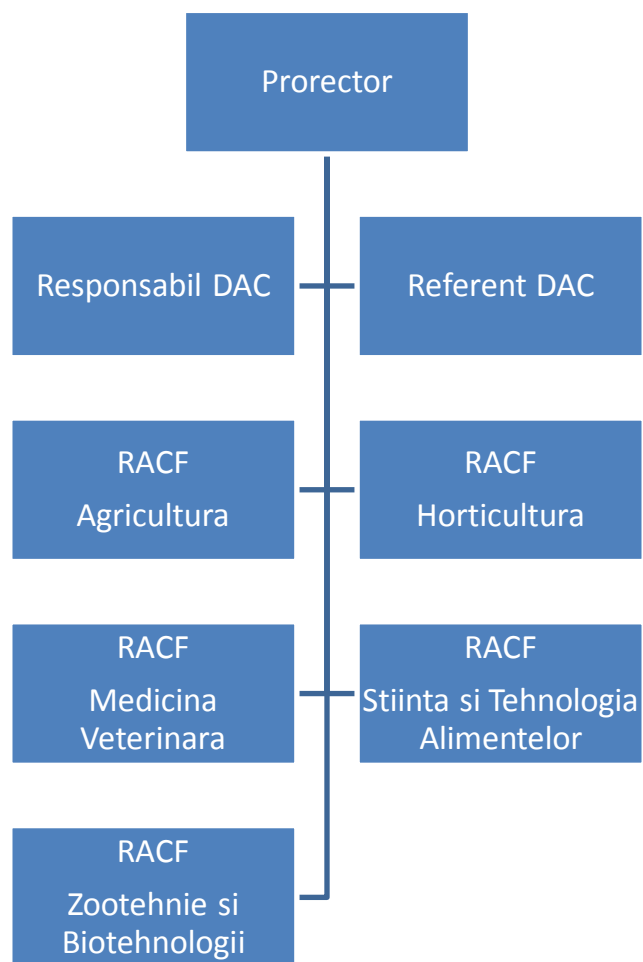 Prorector
Responsabil DAC
Referent DAC
RACF
Agricultura
RACF
Horticultura
RACF
Medicina
Veterinara
RACF
Stiinta si Tehnologia
Alimentelor
RACF
Zootehnie si
Biotehnologii